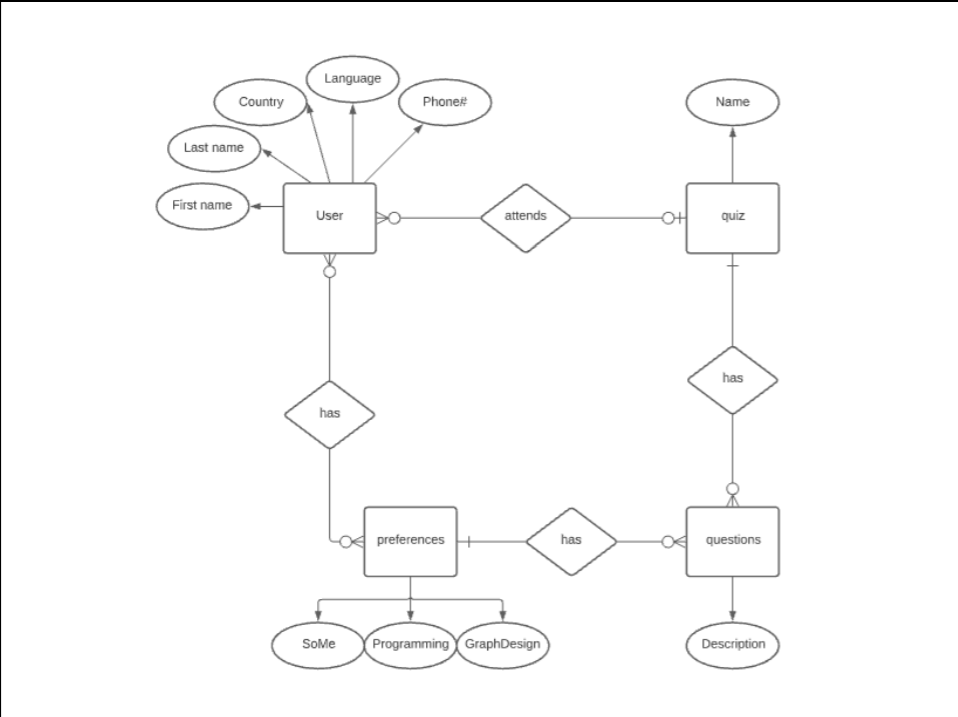 Language
Country
Phone#
Name
Last name
First name
User
attends
quiz
has
has
preferences
has
questions
SoMe
Programming
GraphDesign
Description